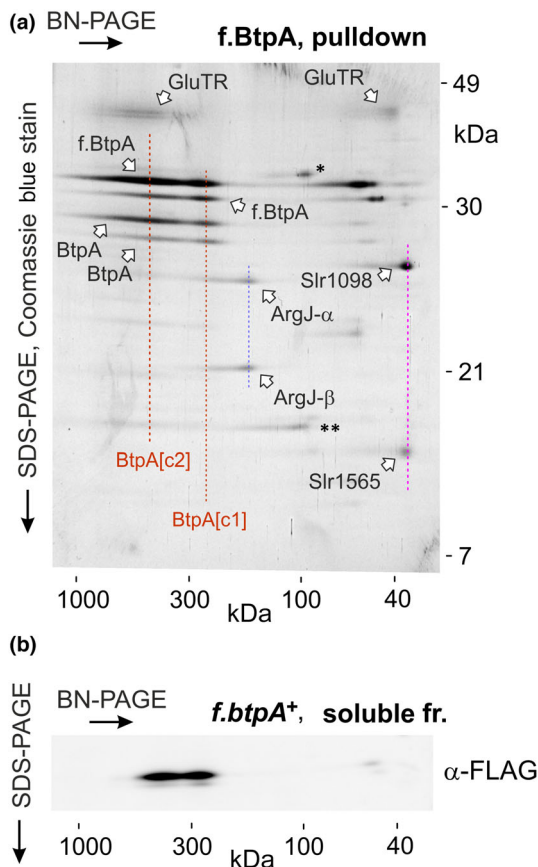 (a) BN-PAGE
f.BtpA, pulldown
GluTR
GluTR
- 49
kDa
f.BtpA
*
- 30
f.BtpA
BtpA
BtpA
Slr1098
ArgJ-α
- 21
ArgJ-β
**
BtpA[c2]
Slr1565
BtpA[c1]
- 7
SDS-PAGE, Coomassie blue stain
1000 300 100 40
kDa
(b)
BN-PAGE
f.btpA+, soluble fr.
SDS-PAGE
α-FLAG
1000 300 100 40
kDa